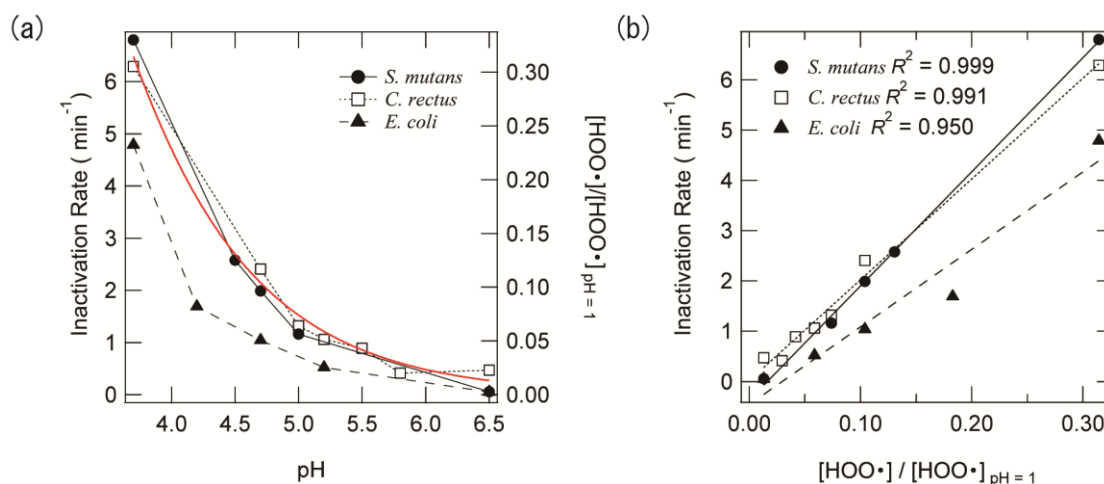 (a)
Inactivation Rate ( min⁻¹)
6
5
4
3
2
1
0
S. mutans
C. rectus
E. coli
0.30
0.25
0.20
0.15
0.10
0.05
0.00
[HOO•]/[HOO•] pH = 1
4.0 4.5 5.0 5.5 6.0 6.5
pH
(b)
Inactivation Rate ( min⁻¹)
6
5
4
3
2
1
0
S. mutans R² = 0.999
C. rectus R² = 0.991
E. coli R² = 0.950
0.00 0.10 0.20 0.30
[HOO•] / [HOO•] pH = 1